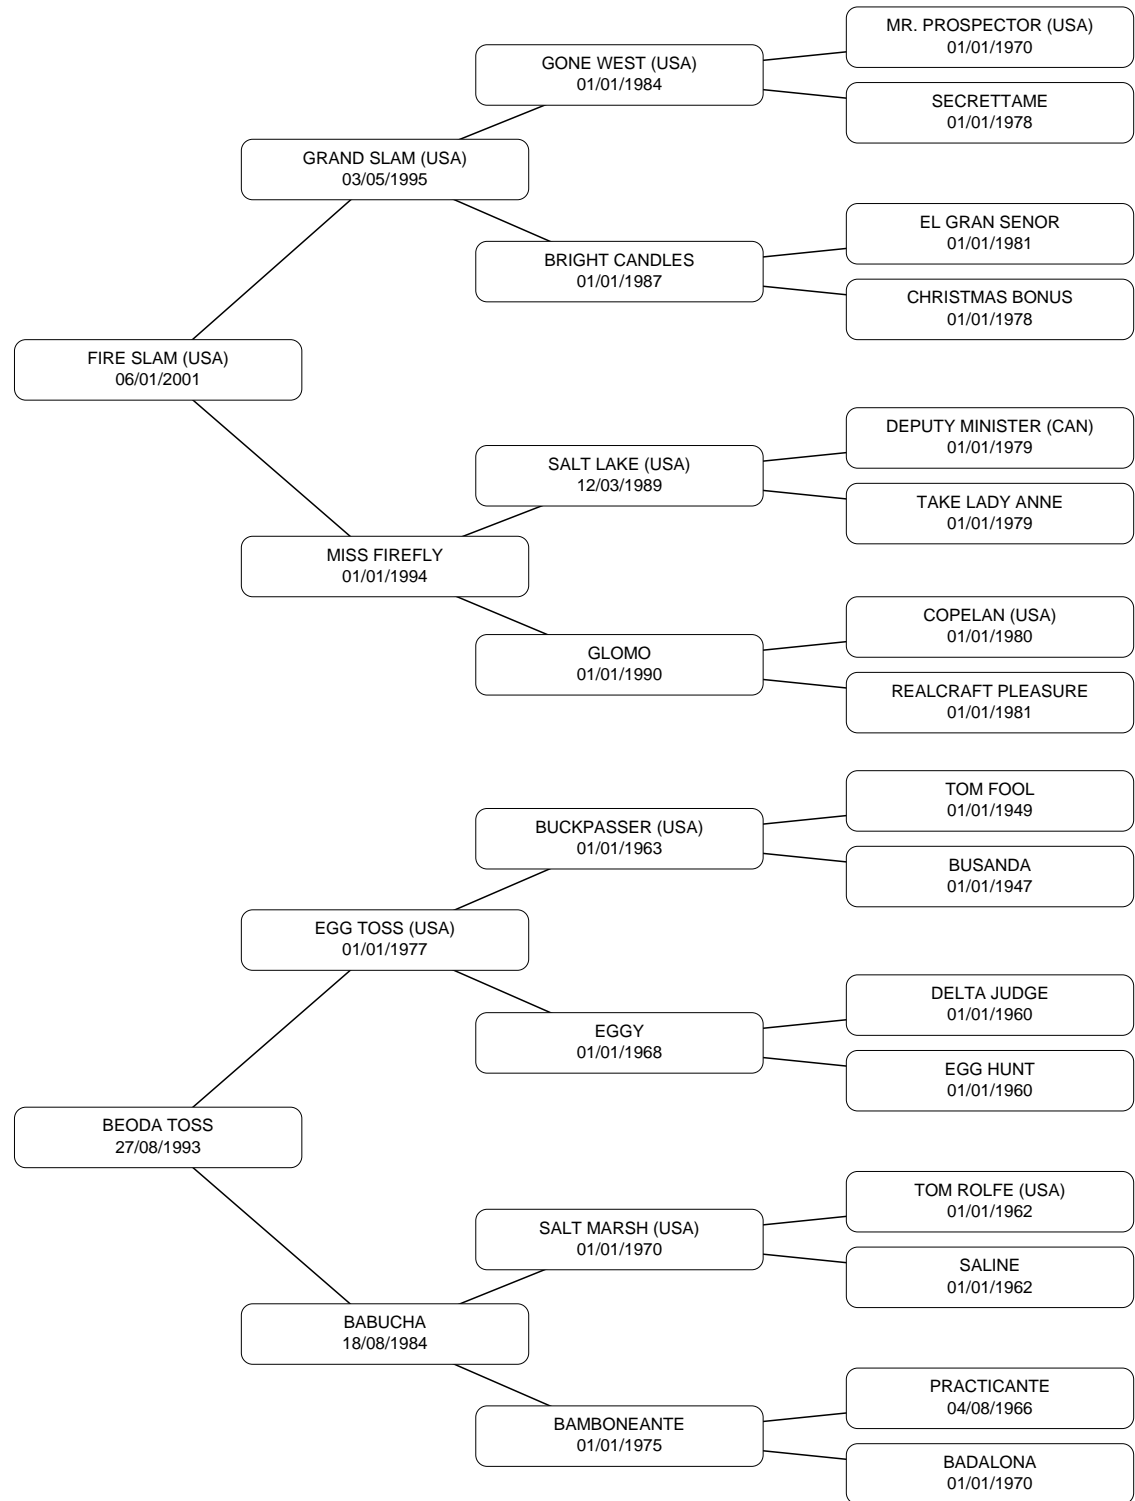 MR. PROSPECTOR (USA)
01/01/1970
GONE WEST (USA)
01/01/1984
SECRETTAME
01/01/1978
GRAND SLAM (USA)
03/05/1995
EL GRAN SENOR
01/01/1981
BRIGHT CANDLES
01/01/1987
CHRISTMAS BONUS
01/01/1978
FIRE SLAM (USA)
06/01/2001
DEPUTY MINISTER (CAN)
01/01/1979
SALT LAKE (USA)
12/03/1989
TAKE LADY ANNE
01/01/1979
MISS FIREFLY
01/01/1994
COPELAN (USA)
01/01/1980
GLOMO
01/01/1990
REALCRAFT PLEASURE
01/01/1981
TOM FOOL
01/01/1949
BUCKPASSER (USA)
01/01/1963
BUSANDA
01/01/1947
EGG TOSS (USA)
01/01/1977
DELTA JUDGE
01/01/1960
EGGY
01/01/1968
EGG HUNT
01/01/1960
BEODA TOSS
27/08/1993
TOM ROLFE (USA)
01/01/1962
SALT MARSH (USA)
01/01/1970
SALINE
01/01/1962
BABUCHA
18/08/1984
PRACTICANTE
04/08/1966
BAMBONEANTE
01/01/1975
BADALONA
01/01/1970